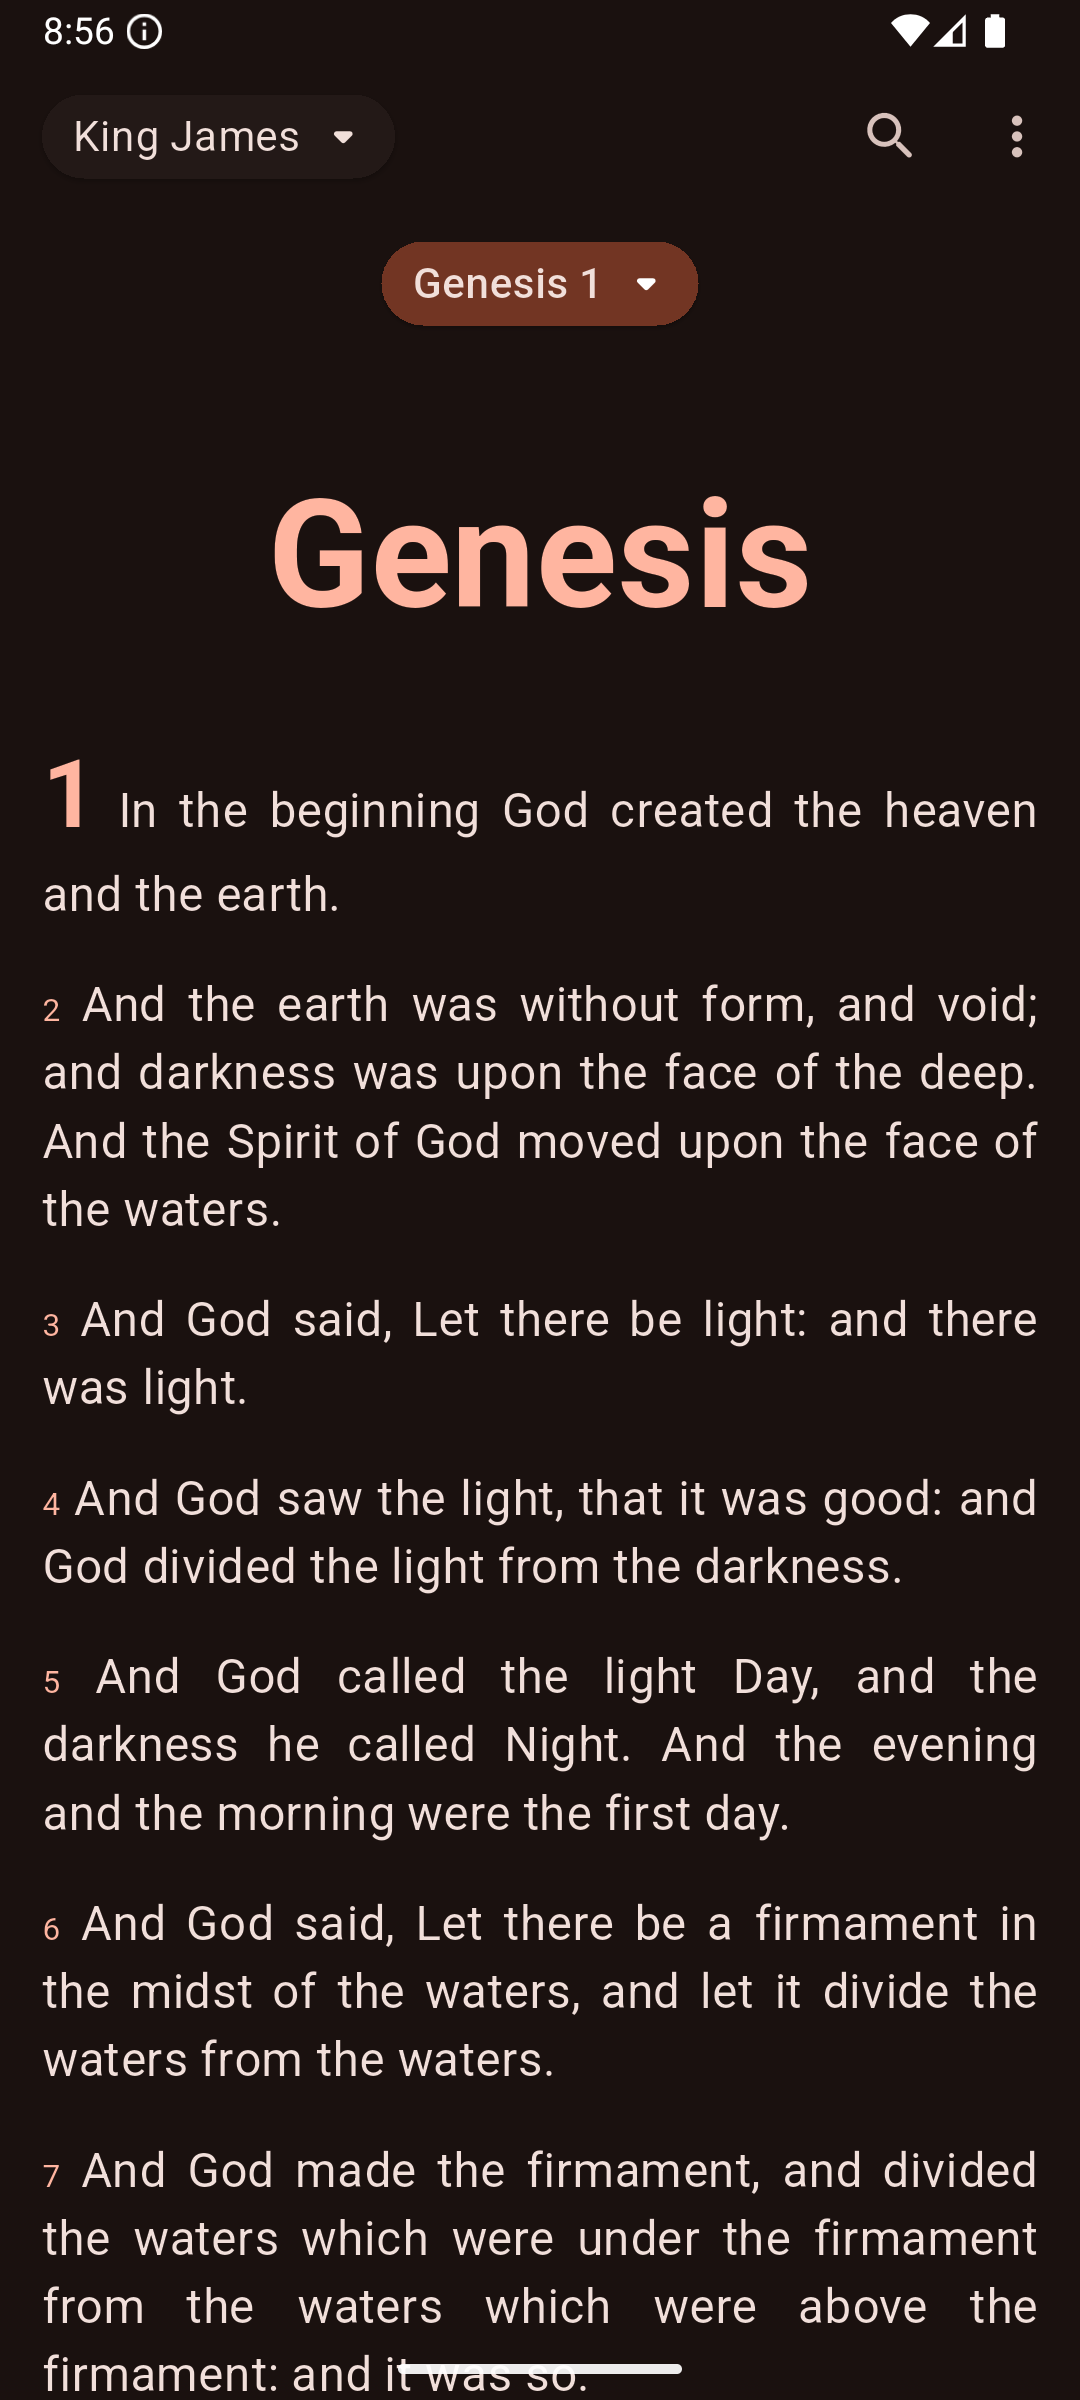 8:56
King James
Genesis 1
Genesis
1 In the beginning God created the heaven
and the earth.
2 And the earth was without form, and void;
and darkness was upon the face of the deep.
And the Spirit of God moved upon the face of
the waters.
3 And God said, Let there be light: and there
was light.
4 And God saw the light, that it was good: and
God divided the light from the darkness.
5 And God called the light Day, and the
darkness he called Night. And the evening
and the morning were the first day.
6 And God said, Let there be a firmament in
the midst of the waters, and let it divide the
waters from the waters.
7 And God made the firmament, and divided
the waters which were under the firmament
from the waters which were above the
firmament: and it was so.